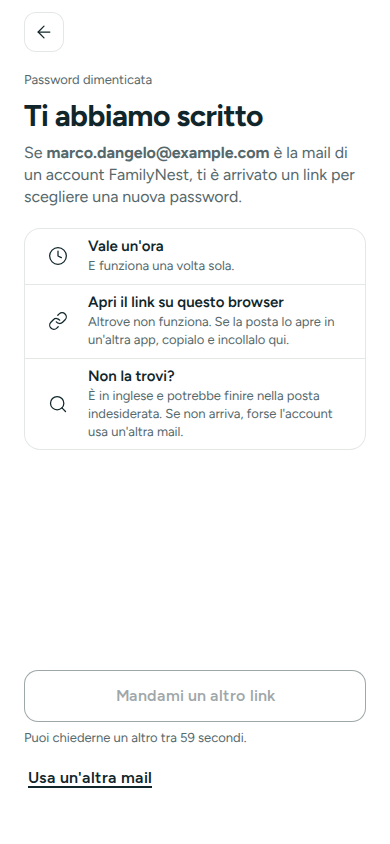 Password dimenticata
Ti abbiamo scritto
Se marco.dangelo@example.com è la mail di
un account FamilyNest, ti è arrivato un link per
scegliere una nuova password.
Vale un'ora
E funziona una volta sola.
Apri il link su questo browser
Altrove non funziona. Se la posta lo apre in
un'altra app, copialo e incollalo qui.
Non la trovi?
È in inglese e potrebbe finire nella posta
indesiderata. Se non arriva, forse l'account
usa un'altra mail.
Mandami un altro link
Puoi chiederne un altro tra 59 secondi.
Usa un'altra mail